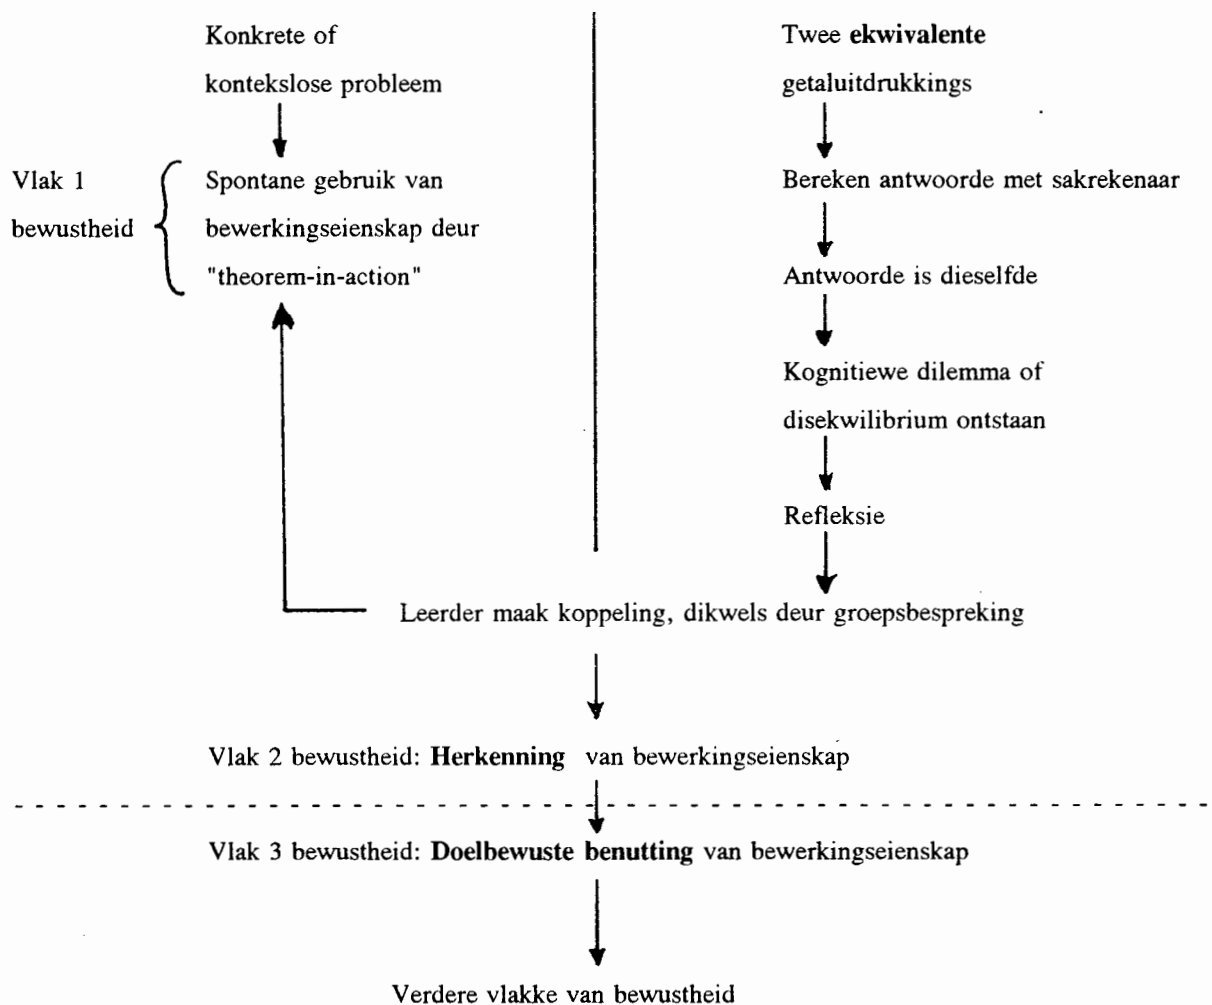 Konkrete of
kontekslose probleem
Vlak 1
bewustheid
Spontane gebruik van
bewerkingseienskap deur
"theorem-in-action"
Twee ekwivalente
getaluitdrukkings
Bereken antwoorde met sakrekenaar
Antwoorde is dieselfde
Kognitiewe dilemma of
disekwilibrium ontstaan
Refleksie
Leerder maak koppeling, dikwels deur groepsbespreking
Vlak 2 bewustheid: Herkenning van bewerkingseienskap
Vlak 3 bewustheid: Doelbewuste benutting van bewerkingseienskap
Verdere vlakke van bewustheid